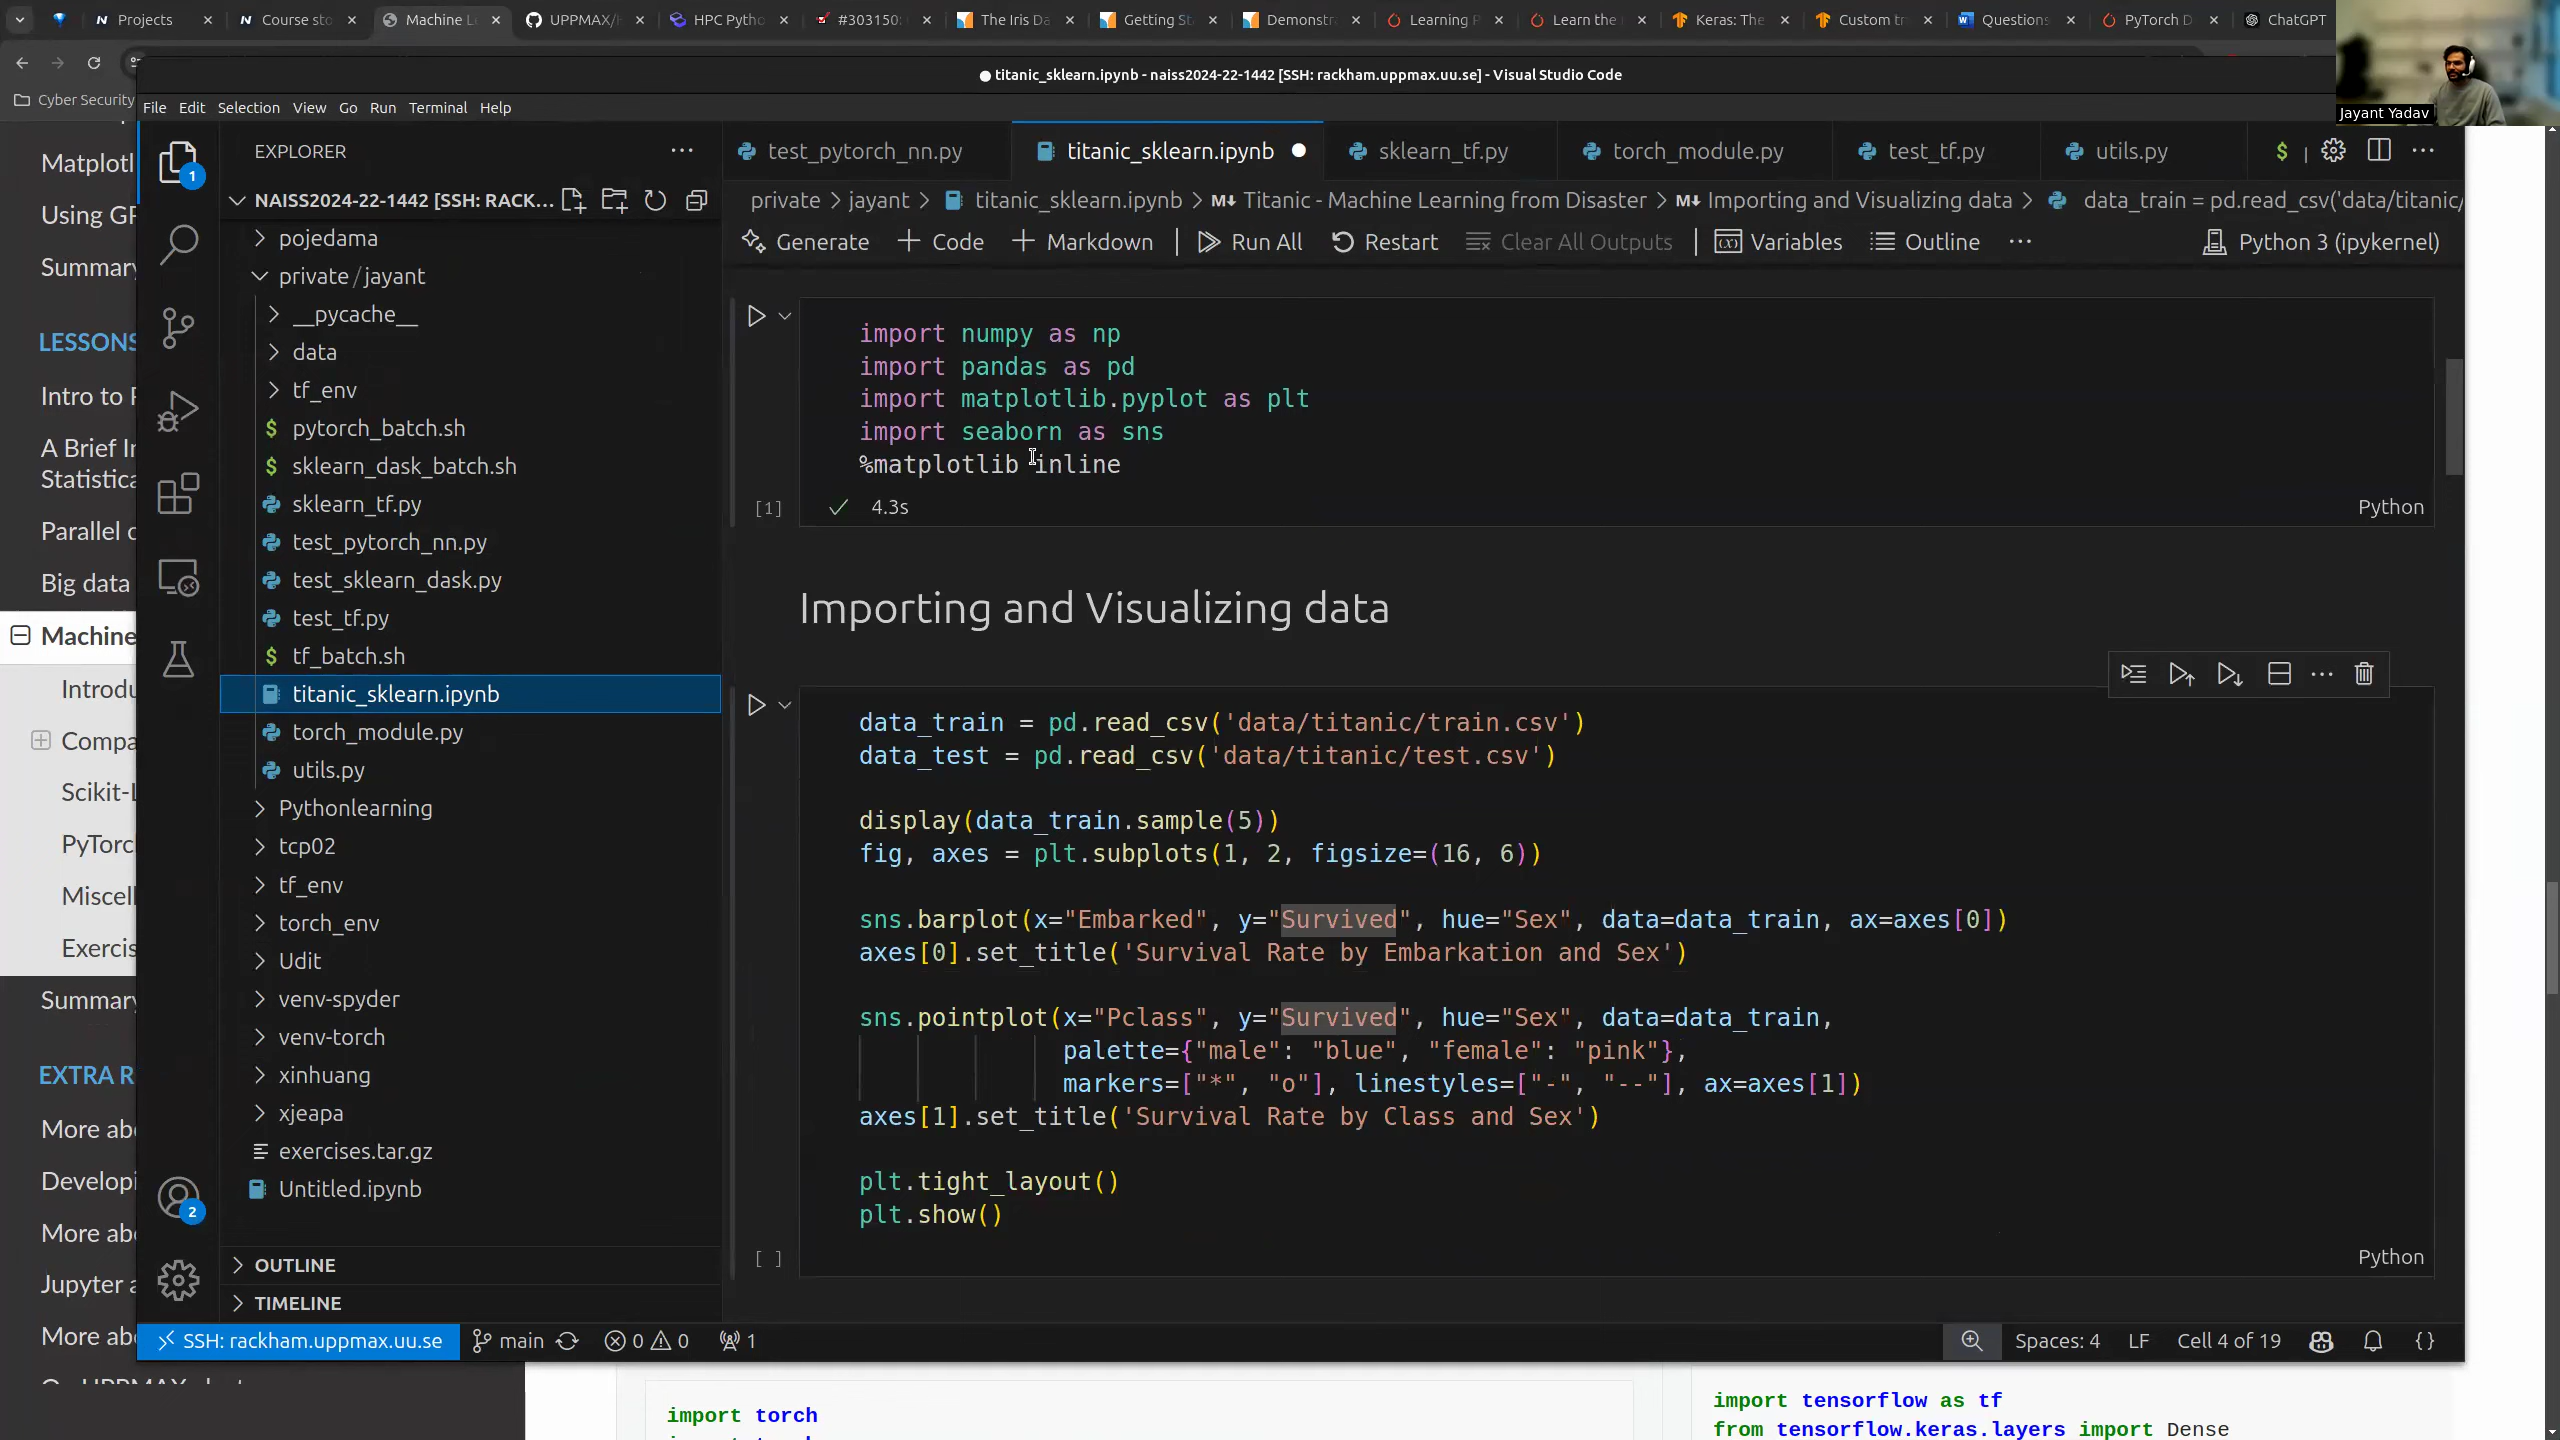 Projects
Course sto
Machine L
UPPMAX/
HPC Pytho
#303150:
The Iris Da
Getting St
Demonstr
Learning P
Learn the
Keras: The
Custom tr
Questions
PyTorch D
ChatGPT
Jayant Yadav
Cyber Security
titanic_sklearn.ipynb - naiss2024-22-1442 [SSH: rackham.uppmax.uu.se] - Visual Studio Code
File Edit Selection View Go Run Terminal Help
Matplotl
Using GP
Summary
LESSONS
Intro to P
A Brief In
Statistica
Parallel c
Big data
Machine
Introdu
Compa
Scikit-L
PyTorc
Miscell
Exercis
Summary
EXTRA R
More abo
Developi
More abo
Jupyter a
More abo
1
2
EXPLORER
NAISS2024-22-1442 [SSH: RACK...
pojedama
private / jayant
__pycache__
data
tf_env
pytorch_batch.sh
sklearn_dask_batch.sh
sklearn_tf.py
test_pytorch_nn.py
test_sklearn_dask.py
test_tf.py
tf_batch.sh
titanic_sklearn.ipynb
torch_module.py
utils.py
Pythonlearning
tcp02
tf_env
torch_env
Udit
venv-spyder
venv-torch
xinhuang
xjeapa
exercises.tar.gz
Untitled.ipynb
OUTLINE
TIMELINE
test_pytorch_nn.py
titanic_sklearn.ipynb
sklearn_tf.py
torch_module.py
test_tf.py
utils.py
private > jayant > titanic_sklearn.ipynb > Titanic - Machine Learning from Disaster > Importing and Visualizing data > data_train = pd.read_csv('data/titanic/
Generate + Code + Markdown | Run All Restart Clear All Outputs | Variables Outline ... Python 3 (ipykernel)
import numpy as np
import pandas as pd
import matplotlib.pyplot as plt
import seaborn as sns
%matplotlib inline
[1] 4.3s Python
Importing and Visualizing data
data_train = pd.read_csv('data/titanic/train.csv')
data_test = pd.read_csv('data/titanic/test.csv')
display(data_train.sample(5))
fig, axes = plt.subplots(1, 2, figsize=(16, 6))
sns.barplot(x="Embarked", y="Survived", hue="Sex", data=data_train, ax=axes[0])
axes[0].set_title('Survival Rate by Embarkation and Sex')
sns.pointplot(x="Pclass", y="Survived", hue="Sex", data=data_train,
palette={"male": "blue", "female": "pink"},
markers=["*", "o"], linestyles=["-", "--"], ax=axes[1])
axes[1].set_title('Survival Rate by Class and Sex')
plt.tight_layout()
plt.show()
[ ] Python
SSH: rackham.uppmax.uu.se main 0 0 1 Spaces: 4 LF Cell 4 of 19 {}
import torch
import tensorflow as tf
from tensorflow.keras.layers import Dense